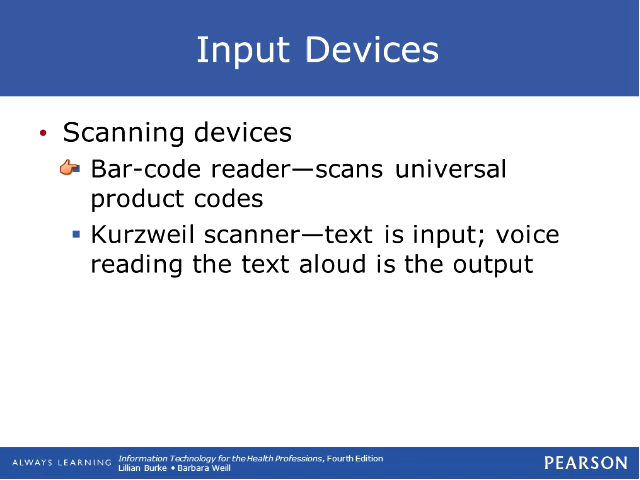 Input Devices
• Scanning devices
Bar-code reader—scans universal
product codes
▪ Kurzweil scanner—text is input; voice
reading the text aloud is the output
ALWAYS LEARNING
Information Technology for the Health Professions, Fourth Edition
Lillian Burke • Barbara Weill
PEARSON